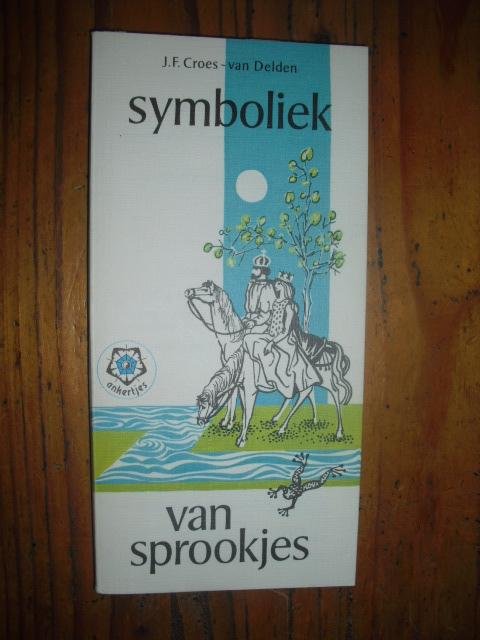 J.F. Croes-van Delden
symboliek
ankertjes
van
sprookjes